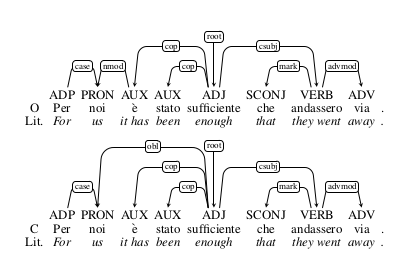 root
cop csubj
case nmod cop mark advmod
ADP PRON AUX AUX ADJ SCONJ VERB ADV
O Per noi è stato sufficiente che andassero via .
Lit. For us it has been enough that they went away .
obl root
cop csubj
case cop mark advmod
ADP PRON AUX AUX ADJ SCONJ VERB ADV
C Per noi è stato sufficiente che andassero via .
Lit. For us it has been enough that they went away .